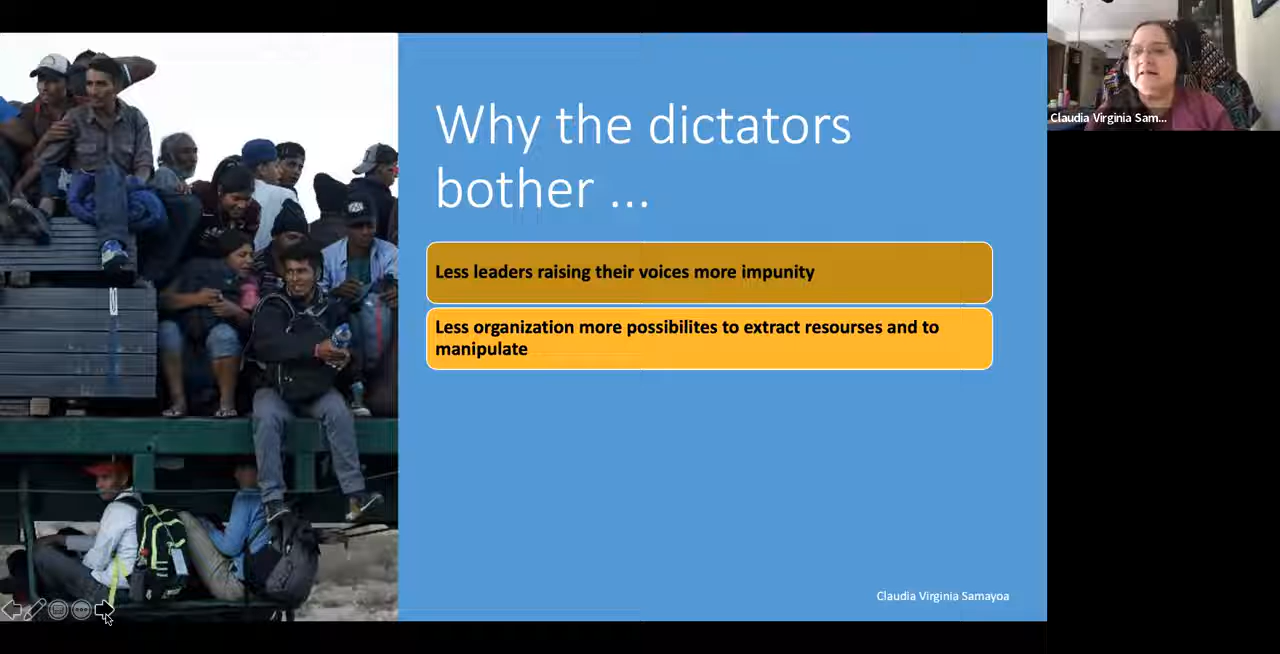 Why the dictators
bother ...
Less leaders raising their voices more impunity
Less organization more possibilites to extract resourses and to
manipulate
Claudia Virginia Samayoa
Claudia Virginia Sam...